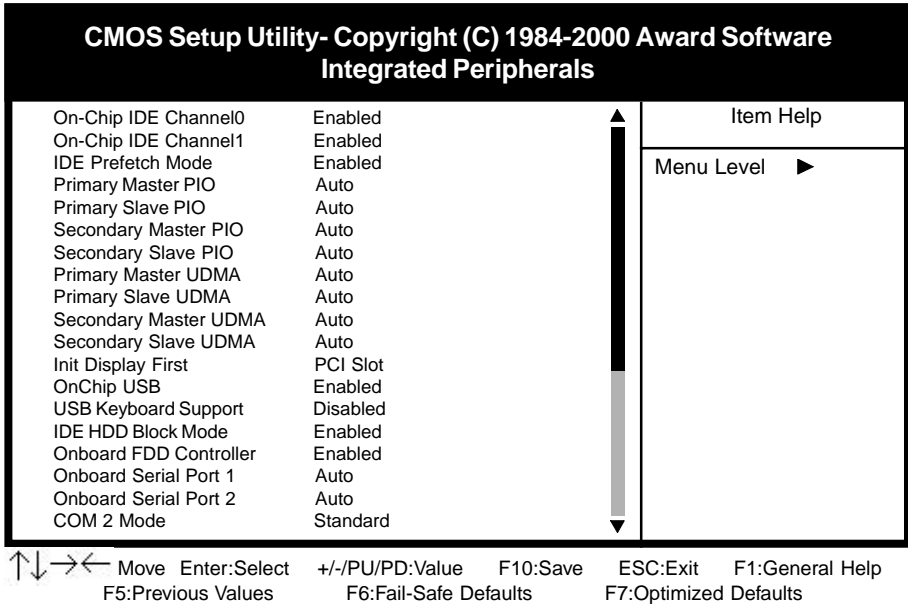 CMOS Setup Utility- Copyright (C) 1984-2000 Award Software
Integrated Peripherals
On-Chip IDE Channel0 Enabled
On-Chip IDE Channel1 Enabled
IDE Prefetch Mode Enabled
Primary Master PIO Auto
Primary Slave PIO Auto
Secondary Master PIO Auto
Secondary Slave PIO Auto
Primary Master UDMA Auto
Primary Slave UDMA Auto
Secondary Master UDMA Auto
Secondary Slave UDMA Auto
Init Display First PCI Slot
OnChip USB Enabled
USB Keyboard Support Disabled
IDE HDD Block Mode Enabled
Onboard FDD Controller Enabled
Onboard Serial Port 1 Auto
Onboard Serial Port 2 Auto
COM 2 Mode Standard
Item Help
Menu Level ▶
↑↓→← Move Enter:Select +/-/PU/PD:Value F10:Save ESC:Exit F1:General Help
F5:Previous Values F6:Fail-Safe Defaults F7:Optimized Defaults